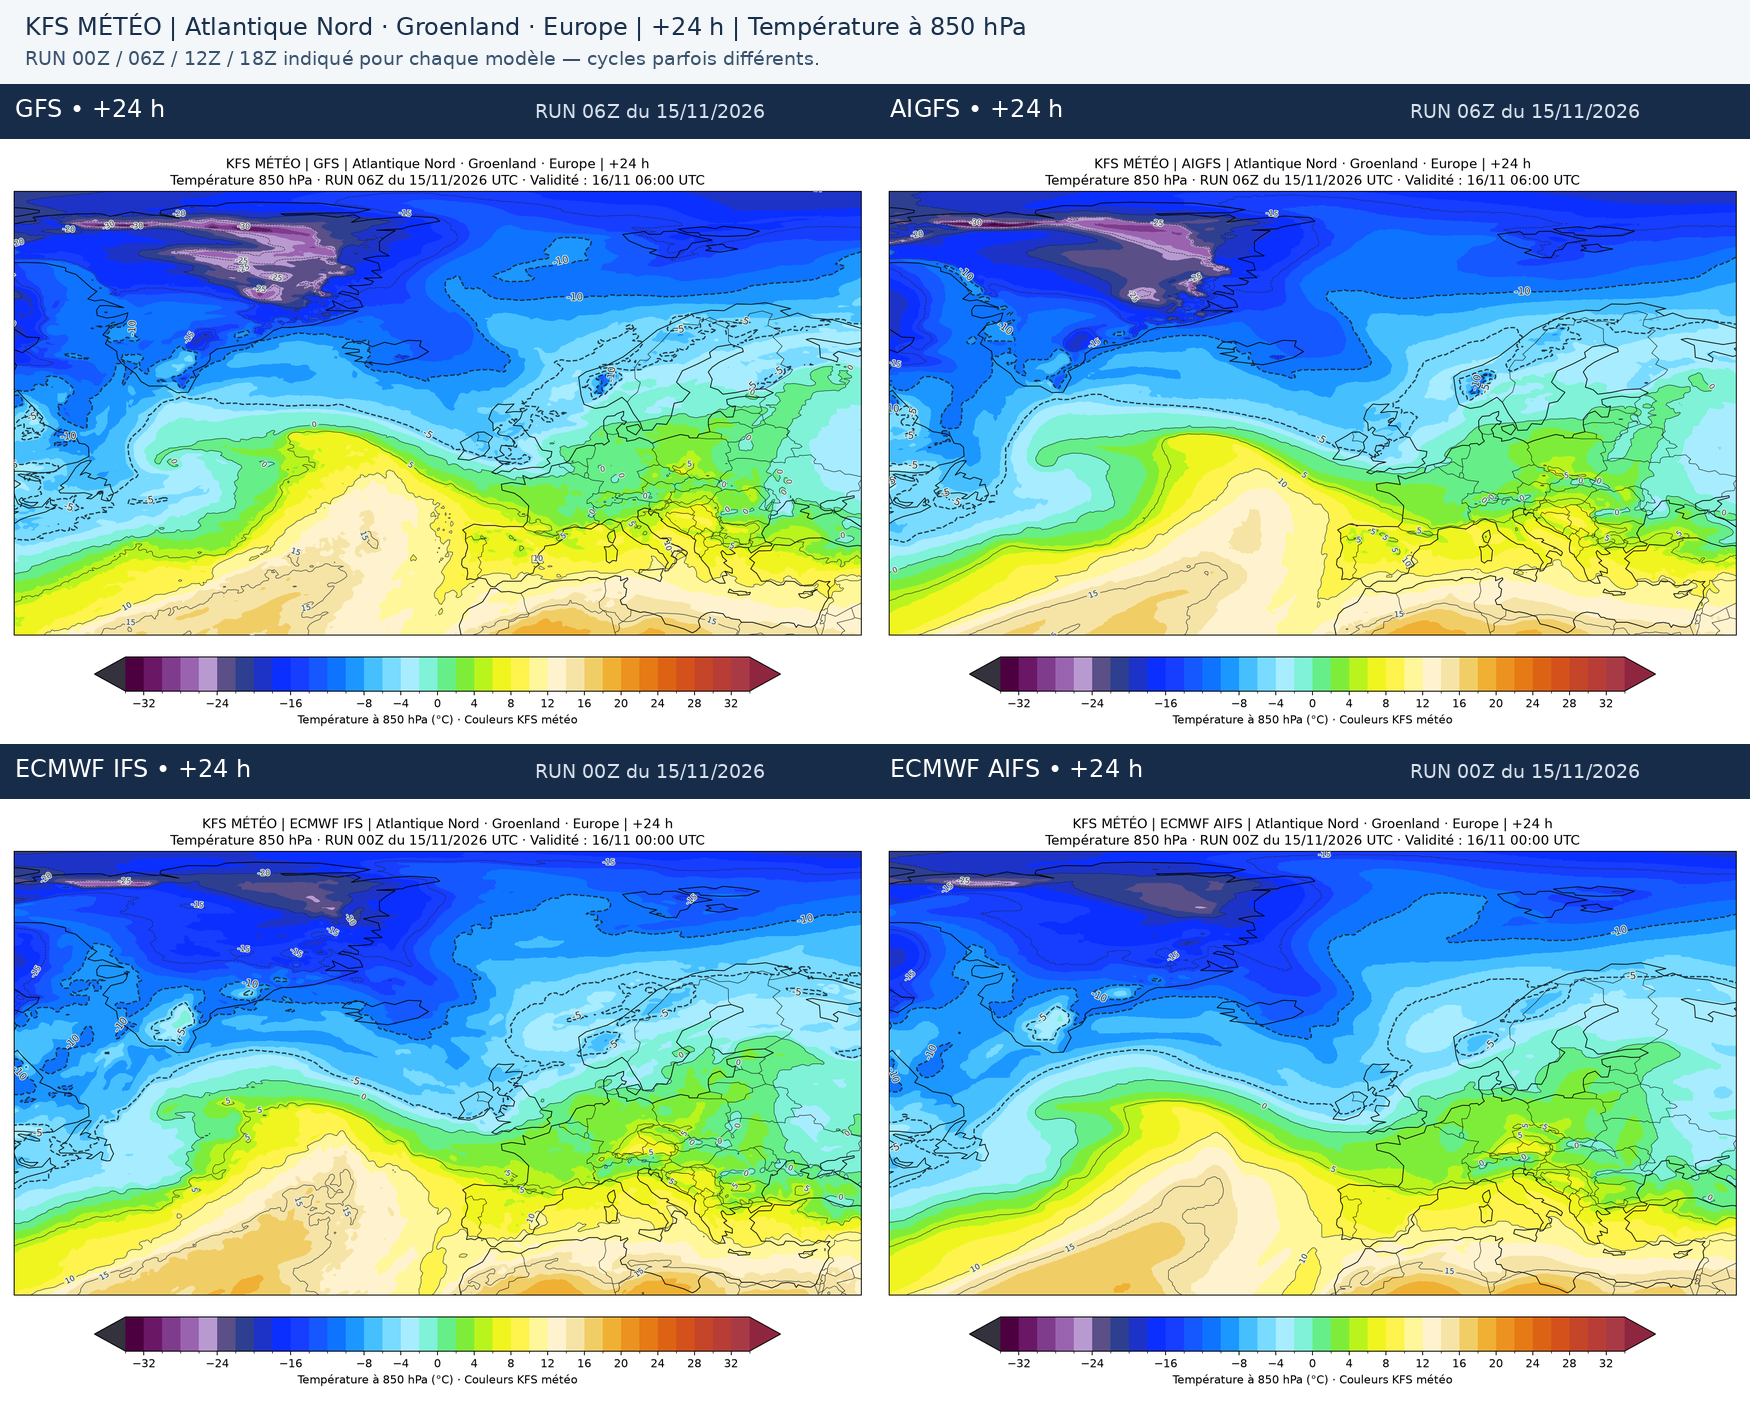 KFS MÉTÉO | Atlantique Nord · Groenland · Europe | +24 h | Température à 850 hPa
RUN 00Z / 06Z / 12Z / 18Z indiqué pour chaque modèle — cycles parfois différents.
GFS • +24 h
RUN 06Z du 15/11/2026
AIGFS • +24 h
RUN 06Z du 15/11/2026
KFS MÉTÉO | GFS | Atlantique Nord · Groenland · Europe | +24 h
Température 850 hPa · RUN 06Z du 15/11/2026 UTC · Validité : 16/11 06:00 UTC
KFS MÉTÉO | AIGFS | Atlantique Nord · Groenland · Europe | +24 h
Température 850 hPa · RUN 06Z du 15/11/2026 UTC · Validité : 16/11 06:00 UTC
−32 −24 −16 −8 −4 0 4 8 12 16 20 24 28 32
Température à 850 hPa (°C) · Couleurs KFS météo
−32 −24 −16 −8 −4 0 4 8 12 16 20 24 28 32
Température à 850 hPa (°C) · Couleurs KFS météo
ECMWF IFS • +24 h
RUN 00Z du 15/11/2026
ECMWF AIFS • +24 h
RUN 00Z du 15/11/2026
KFS MÉTÉO | ECMWF IFS | Atlantique Nord · Groenland · Europe | +24 h
Température 850 hPa · RUN 00Z du 15/11/2026 UTC · Validité : 16/11 00:00 UTC
KFS MÉTÉO | ECMWF AIFS | Atlantique Nord · Groenland · Europe | +24 h
Température 850 hPa · RUN 00Z du 15/11/2026 UTC · Validité : 16/11 00:00 UTC
−32 −24 −16 −8 −4 0 4 8 12 16 20 24 28 32
Température à 850 hPa (°C) · Couleurs KFS météo
−32 −24 −16 −8 −4 0 4 8 12 16 20 24 28 32
Température à 850 hPa (°C) · Couleurs KFS météo